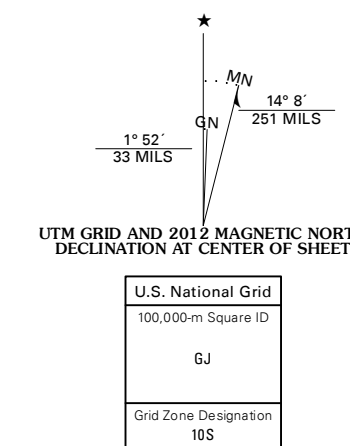 ★
MN
14° 8´
251 MILS
GN
1° 52´
33 MILS
UTM GRID AND 2012 MAGNETIC NORT
DECLINATION AT CENTER OF SHEET
U.S. National Grid
100,000-m Square ID
GJ
Grid Zone Designation
10S